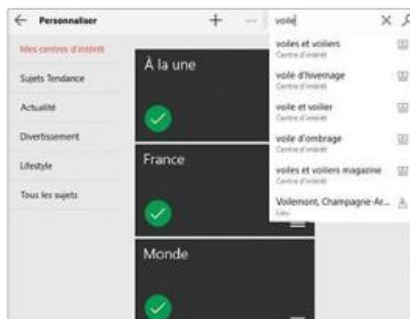 Personnaliser
voile
Mes centres d'intérêt
Sujets Tendance
Actualité
Divertissement
Lifestyle
Tous les sujets
À la une
France
Monde
voiles et voiliers
Centre d'intérêt
voile d'hivernage
Centre d'intérêt
voile et voilier
Centre d'intérêt
voile d'ombrage
Centre d'intérêt
voiles et voiliers magazine
Centre d'intérêt
Voilemont, Champagne-Ar...
Lieu